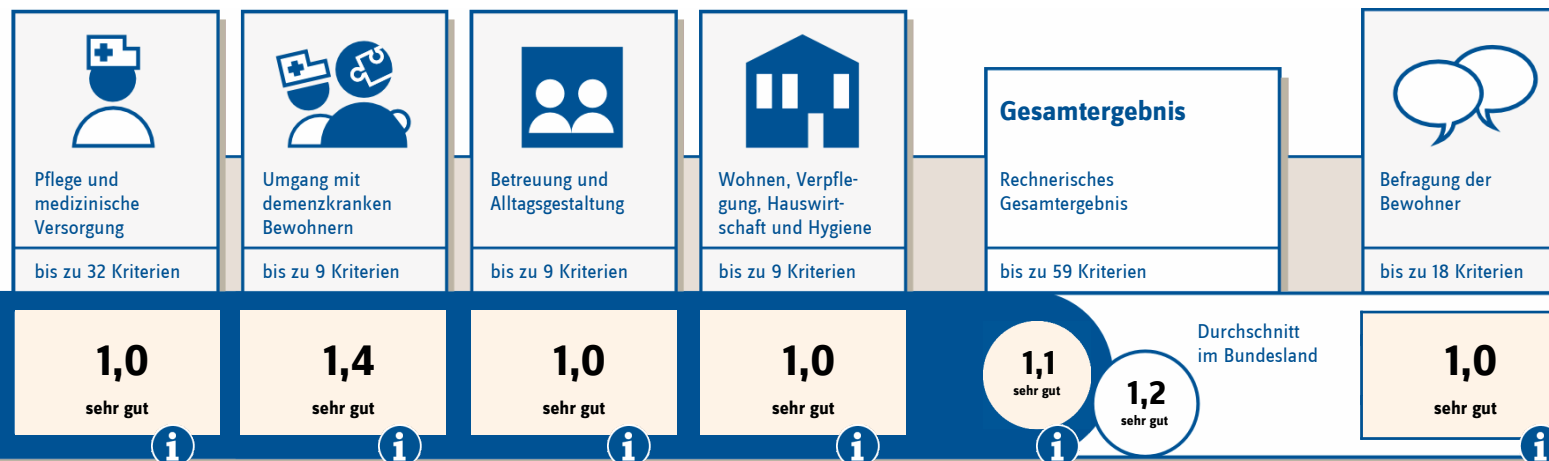 Pflege und
medizinische
Versorgung
bis zu 32 Kriterien
1,0
sehr gut
i
Umgang mit
demenzkranken
Bewohnern
bis zu 9 Kriterien
1,4
sehr gut
i
Betreuung und
Alltagsgestaltung
bis zu 9 Kriterien
1,0
sehr gut
i
Wohnen, Verpfle-
gung, Hauswirt-
schaft und Hygiene
bis zu 9 Kriterien
1,0
sehr gut
i
Gesamtergebnis
Rechnerisches
Gesamtergebnis
bis zu 59 Kriterien
1,1
sehr gut
i
1,2
sehr gut
Durchschnitt
im Bundesland
Befragung der
Bewohner
bis zu 18 Kriterien
1,0
sehr gut
i